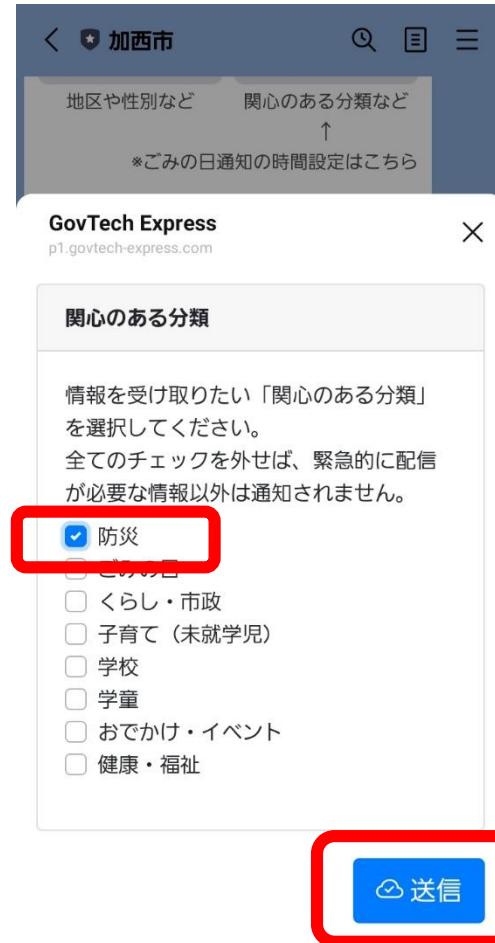 加西市
地区や性別など 関心のある分類など
↑
*ごみの日通知の時間設定はこちら
GovTech Express
p1.govtech-express.com
関心のある分類
情報を受け取りたい「関心のある分類」
を選択してください。
全てのチェックを外せば、緊急的に配信
が必要な情報以外は通知されません。
防災
ごみの日
くらし・市政
子育て（未就学児）
学校
学童
おでかけ・イベント
健康・福祉
送信